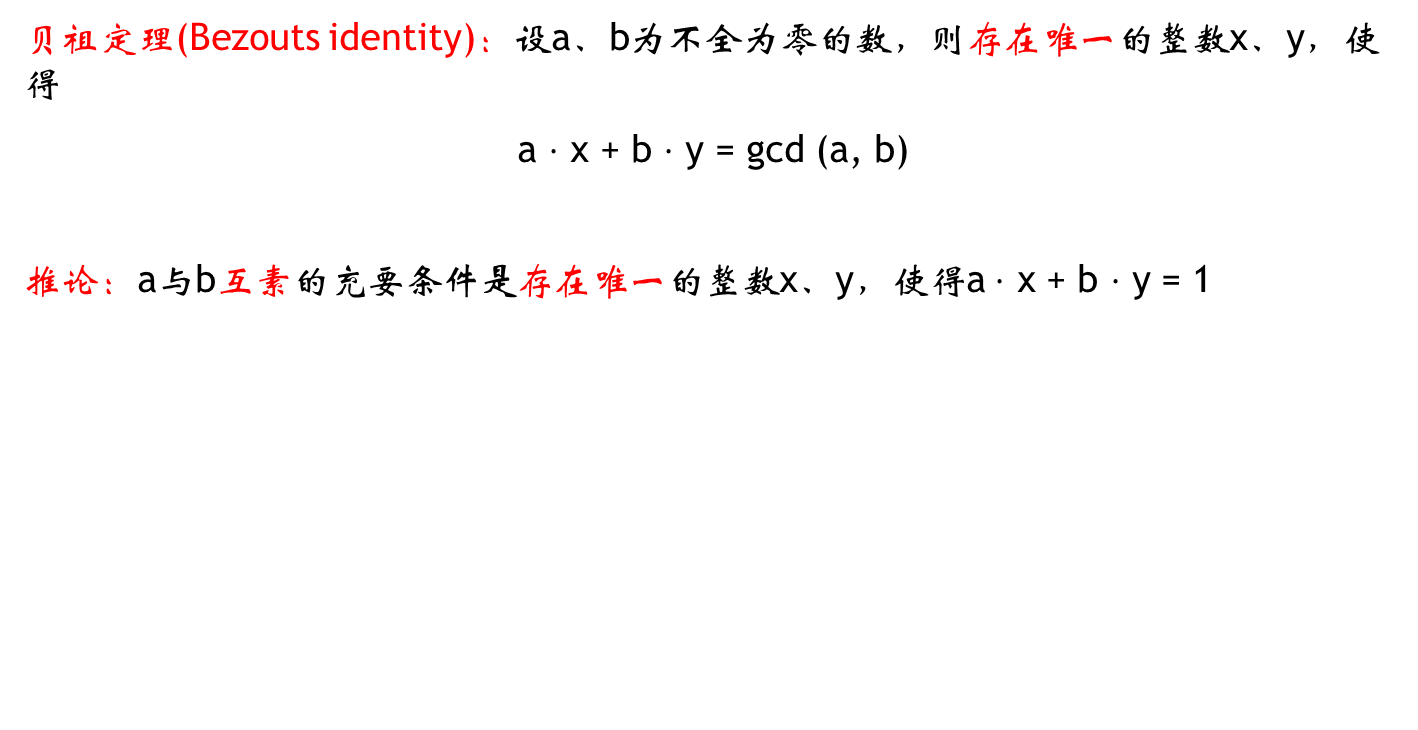 贝祖定理(Bezouts identity)：设a、b为不全为零的数，则存在唯一的整数x、y，使
得
a · x + b · y = gcd (a, b)
推论：a与b互素的充要条件是存在唯一的整数x、y，使得a · x + b · y = 1